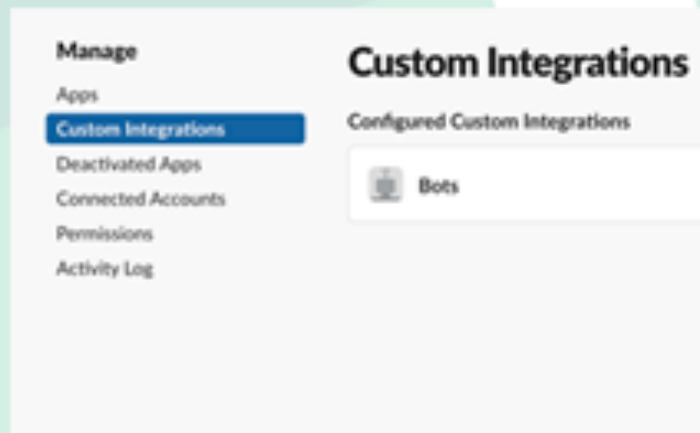 Manage
Apps
Custom Integrations
Deactivated Apps
Connected Accounts
Permissions
Activity Log
Custom Integrations
Configured Custom Integrations
Bots